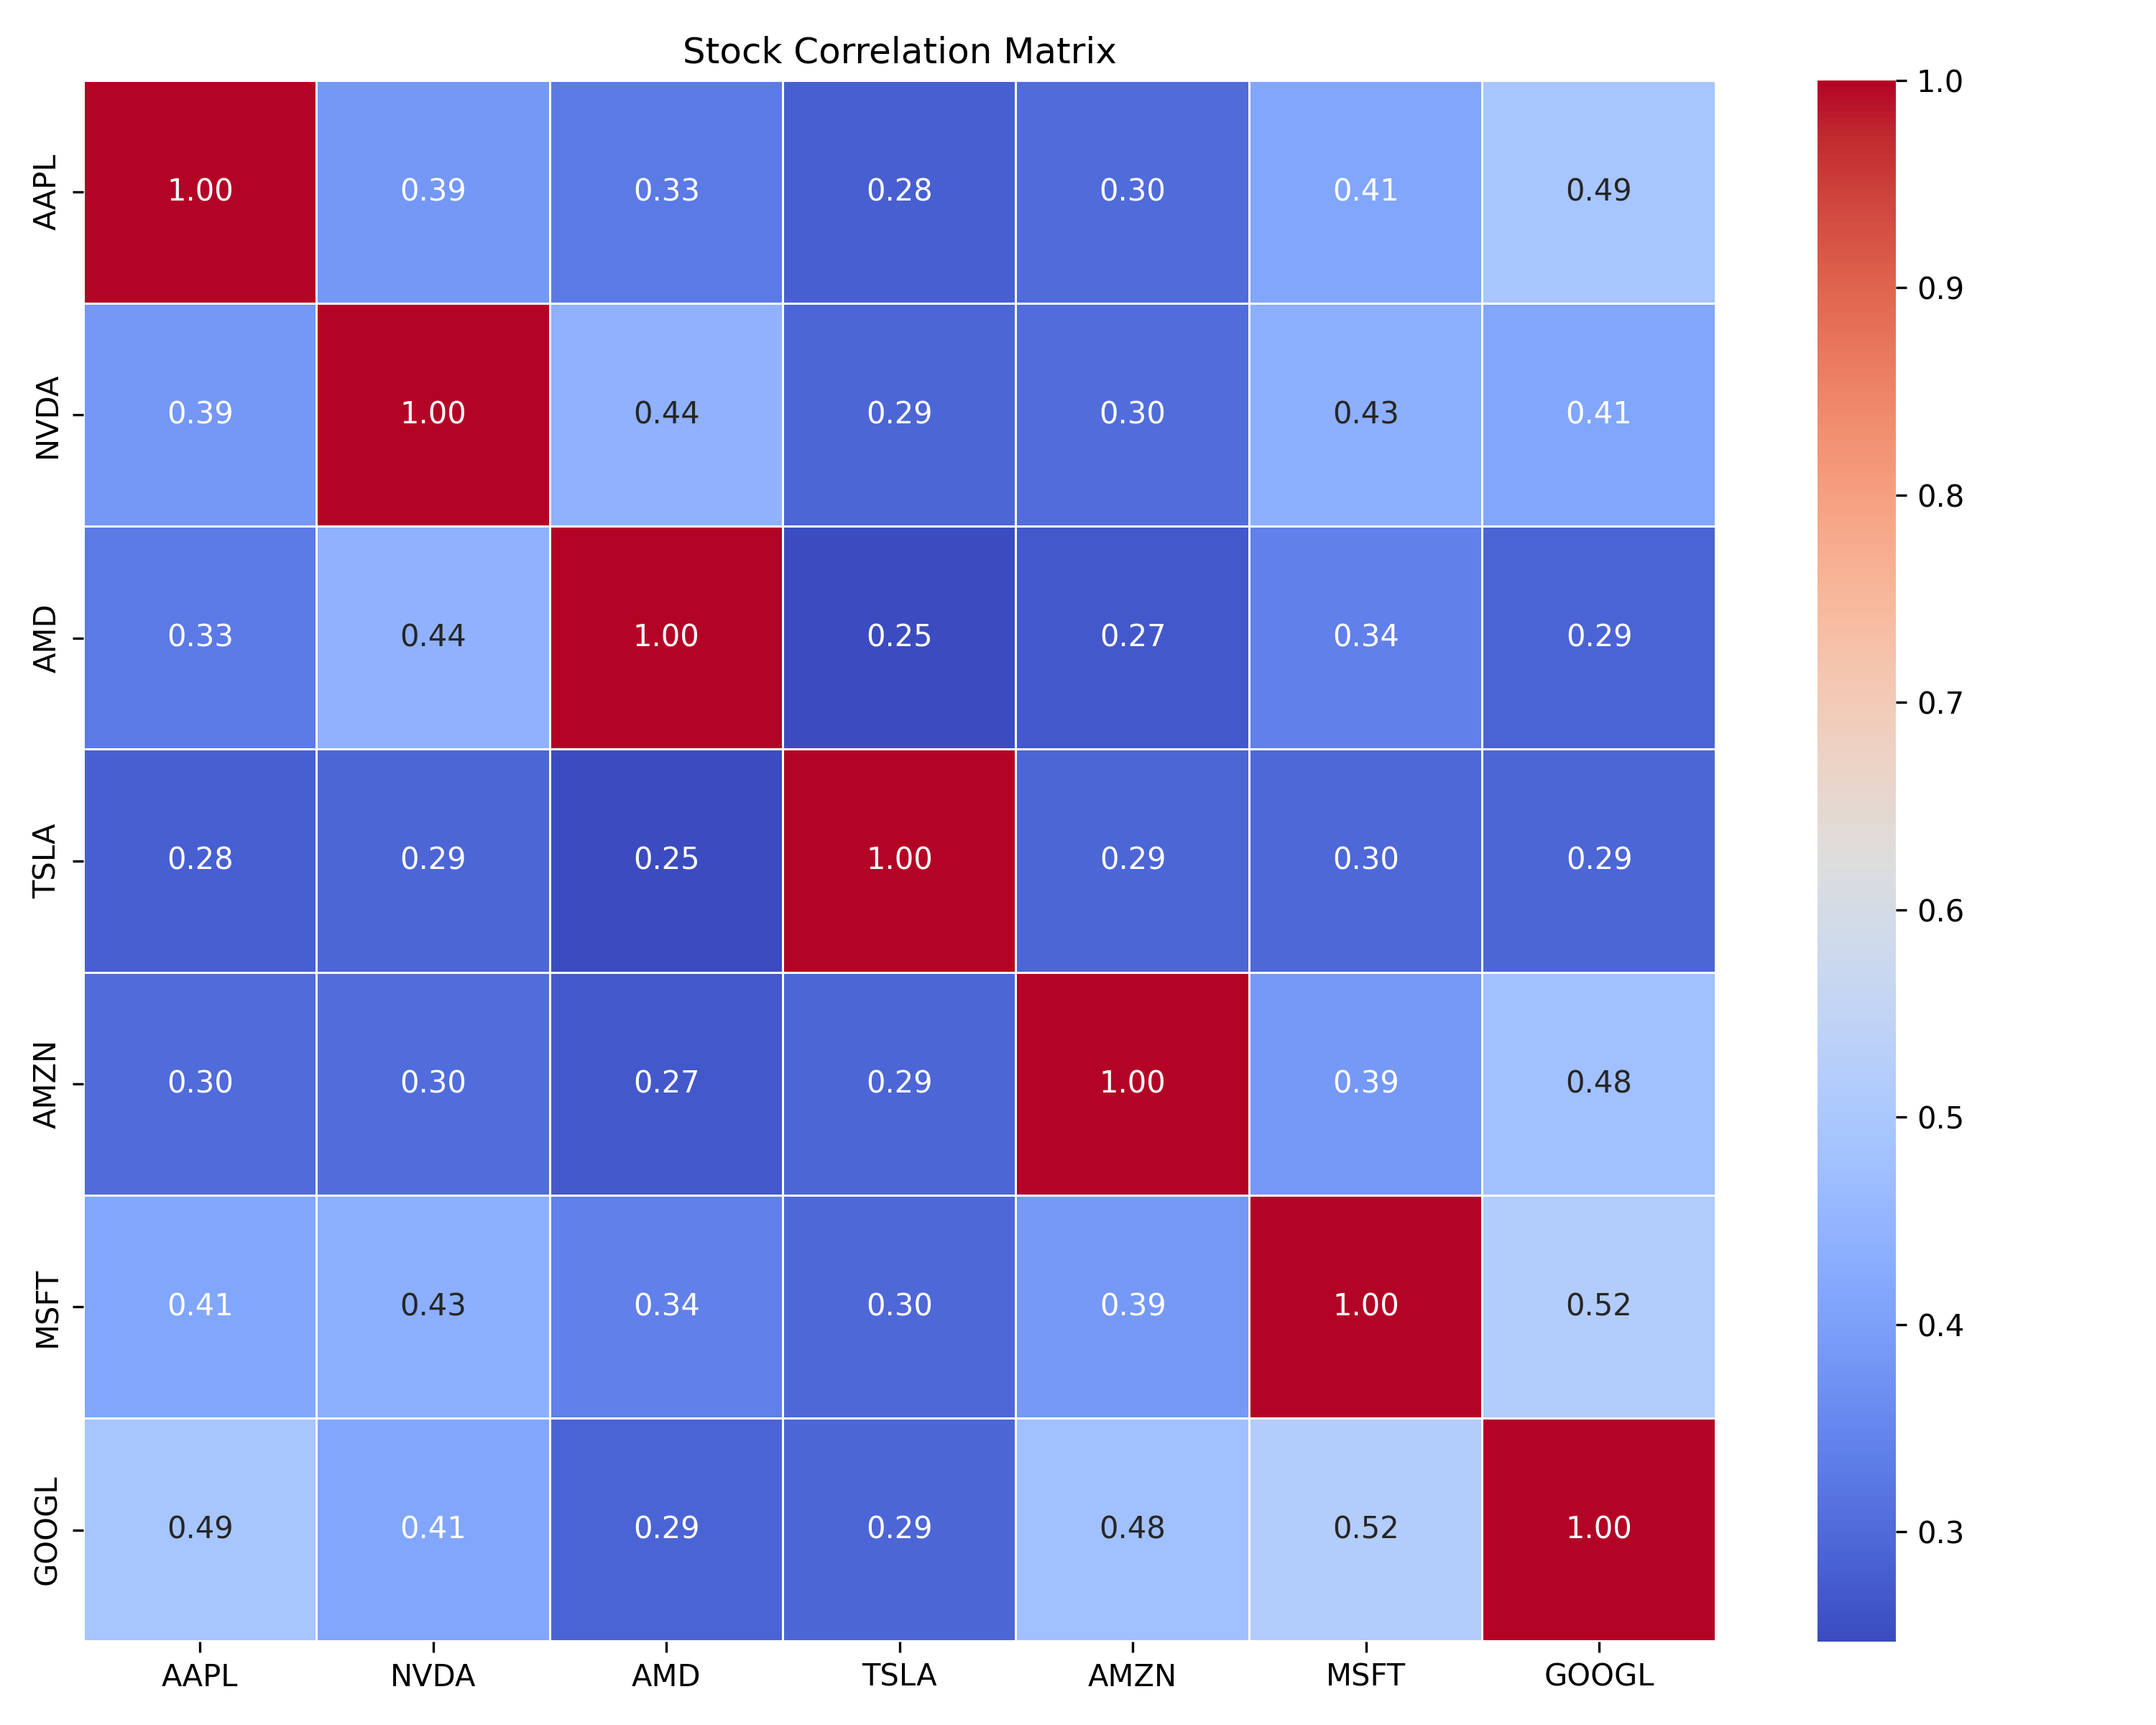 Stock Correlation Matrix
AAPL 1.00 0.39 0.33 0.28 0.30 0.41 0.49
NVDA 0.39 1.00 0.44 0.29 0.30 0.43 0.41
AMD 0.33 0.44 1.00 0.25 0.27 0.34 0.29
TSLA 0.28 0.29 0.25 1.00 0.29 0.30 0.29
AMZN 0.30 0.30 0.27 0.29 1.00 0.39 0.48
MSFT 0.41 0.43 0.34 0.30 0.39 1.00 0.52
GOOGL 0.49 0.41 0.29 0.29 0.48 0.52 1.00
AAPL NVDA AMD TSLA AMZN MSFT GOOGL
1.0
0.9
0.8
0.7
0.6
0.5
0.4
0.3